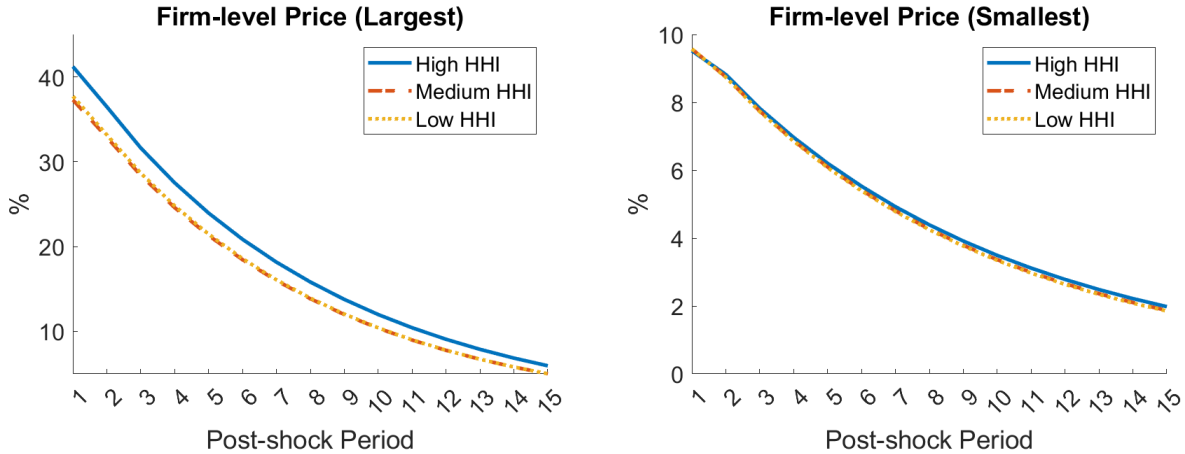 Firm-level Price (Largest)
40
30
20
10
%
High HHI
Medium HHI
Low HHI
1 2 3 4 5 6 7 8 9 10 11 12 13 14 15
Post-shock Period
Firm-level Price (Smallest)
10
8
6
4
2
0
%
High HHI
Medium HHI
Low HHI
1 2 3 4 5 6 7 8 9 10 11 12 13 14 15
Post-shock Period